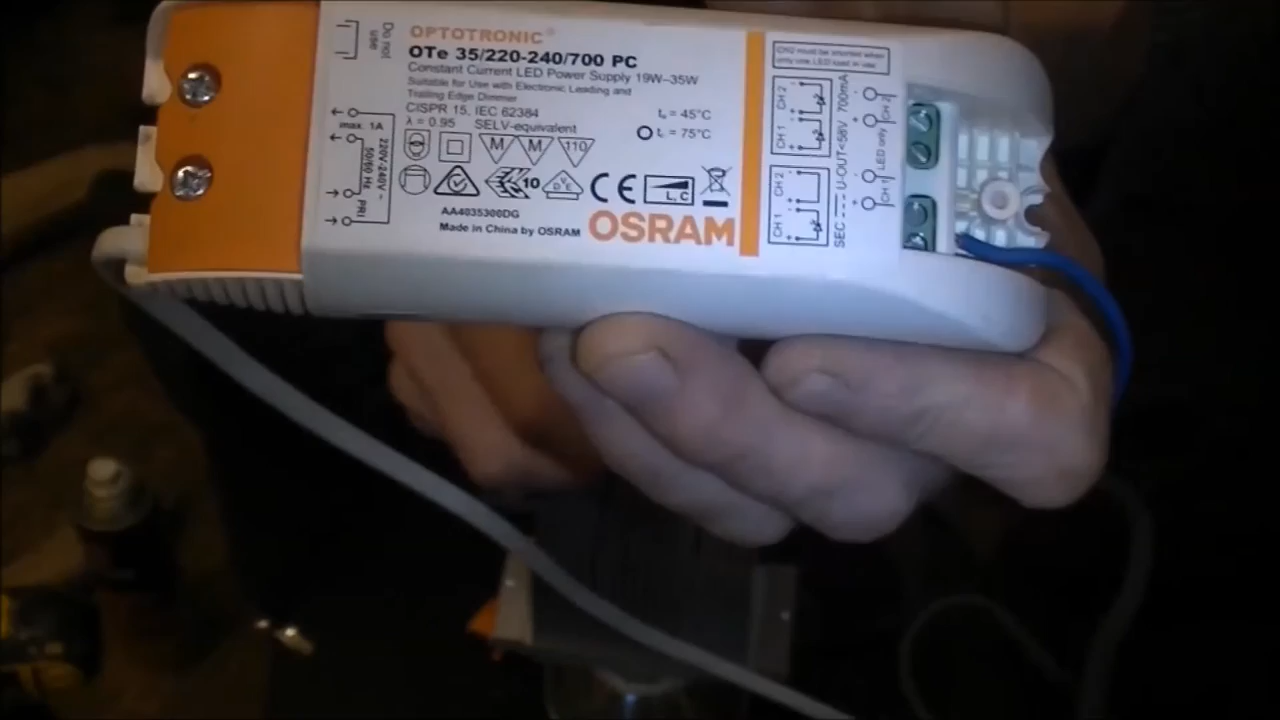 Do not
use
OPTOTRONIC®
OTe 35/220-240/700 PC
Constant Current LED Power Supply 19W–35W
Suitable for Use with Electronic Leading and
Trailing Edge Dimmer
CISPR 15, IEC 62384
λ = 0.95 SELV-equivalent
tₐ = 45°C
t꜀ = 75°C
max. 1A
220V-240V ~
50/60 Hz PRI
M M 110
10
DVE
CE
L, C
AA4035300DG
Made in China by OSRAM
OSRAM
CH2 must be shorted when
only one LED load in use
CH 2
CH 1
CH 2
CH 1
SEC U-OUT<58V 700mA
LED only
- CH 2
+
- CH 1
+